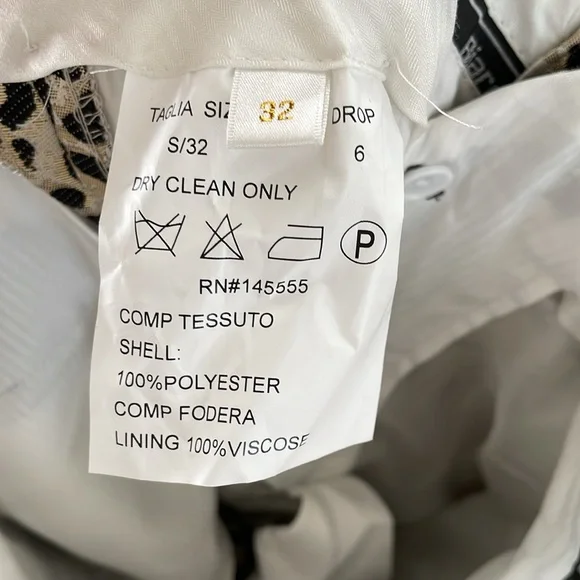 TAGLIA 32 DROP
S/32 6
DRY CLEAN ONLY
P
RN#145555
COMP TESSUTO
SHELL:
100%POLYESTER
COMP FODERA
LINING 100%VISCOSE